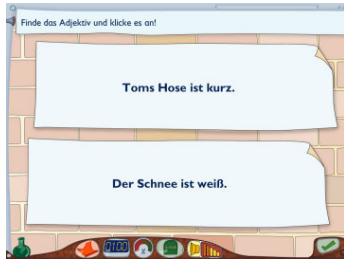 Finde das Adjektiv und klicke es an!
Toms Hose ist kurz.
Der Schnee ist weiß.